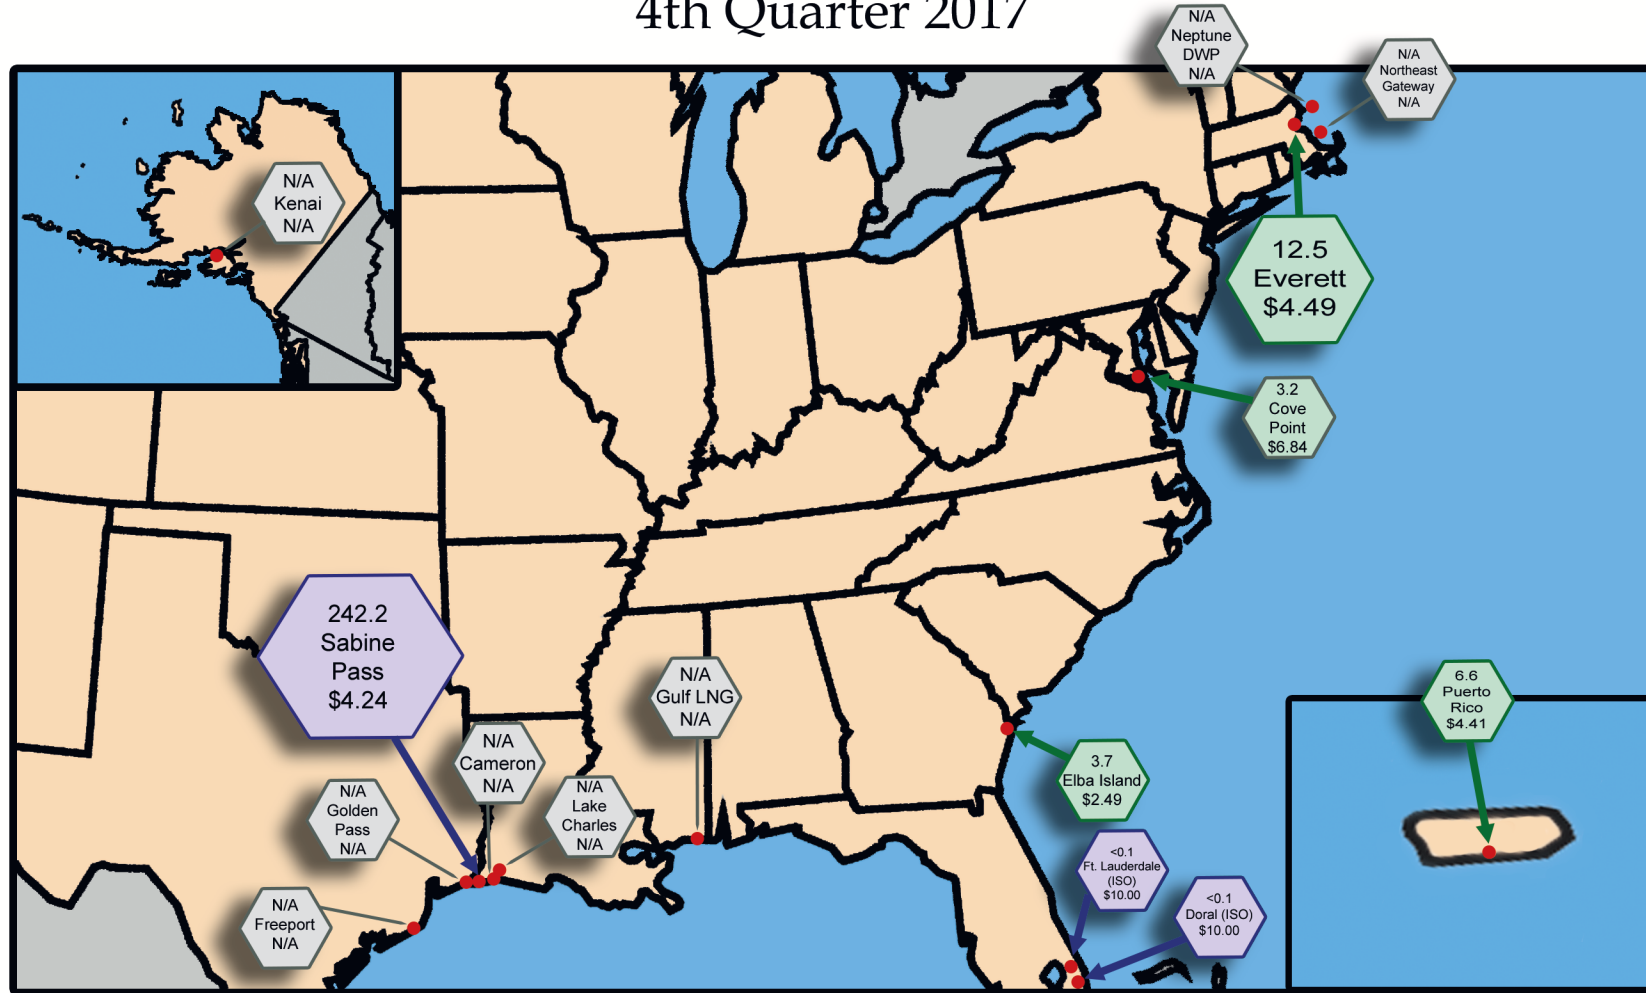 4th Quarter 2017
N/A
Neptune
DWP
N/A
N/A
Northeast
Gateway
N/A
N/A
Kenai
N/A
12.5
Everett
$4.49
3.2
Cove
Point
$6.84
242.2
Sabine
Pass
$4.24
N/A
Gulf LNG
N/A
6.6
Puerto
Rico
$4.41
N/A
Cameron
N/A
N/A
Golden
Pass
N/A
N/A
Lake
Charles
N/A
3.7
Elba Island
$2.49
<0.1
Ft. Lauderdale
(ISO)
$10.00
<0.1
Doral (ISO)
$10.00
N/A
Freeport
N/A